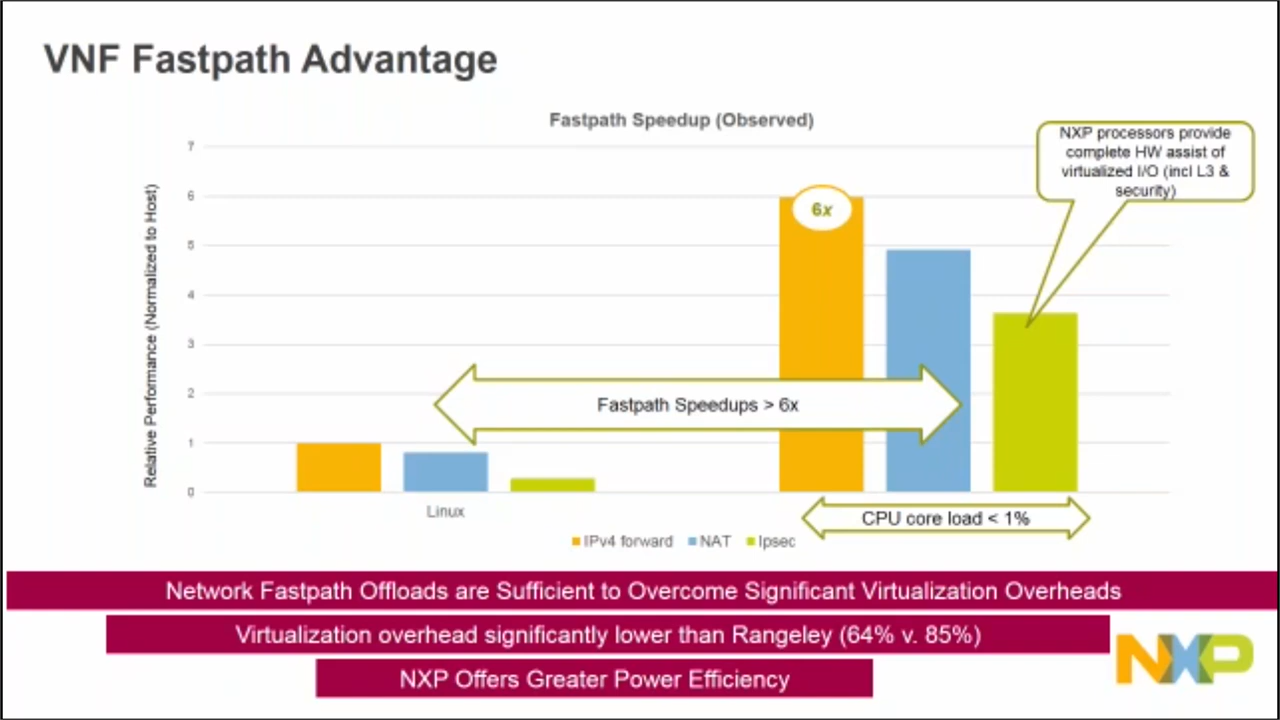 VNF Fastpath Advantage
Fastpath Speedup (Observed)
NXP processors provide
complete HW assist of
virtualized I/O (incl L3 &
security)
Relative Performance (Normalized to Host)
7
6
5
4
3
2
1
0
6x
Fastpath Speedups > 6x
Linux
CPU core load < 1%
IPv4 forward NAT Ipsec
Network Fastpath Offloads are Sufficient to Overcome Significant Virtualization Overheads
Virtualization overhead significantly lower than Rangeley (64% v. 85%)
NXP Offers Greater Power Efficiency
NXP